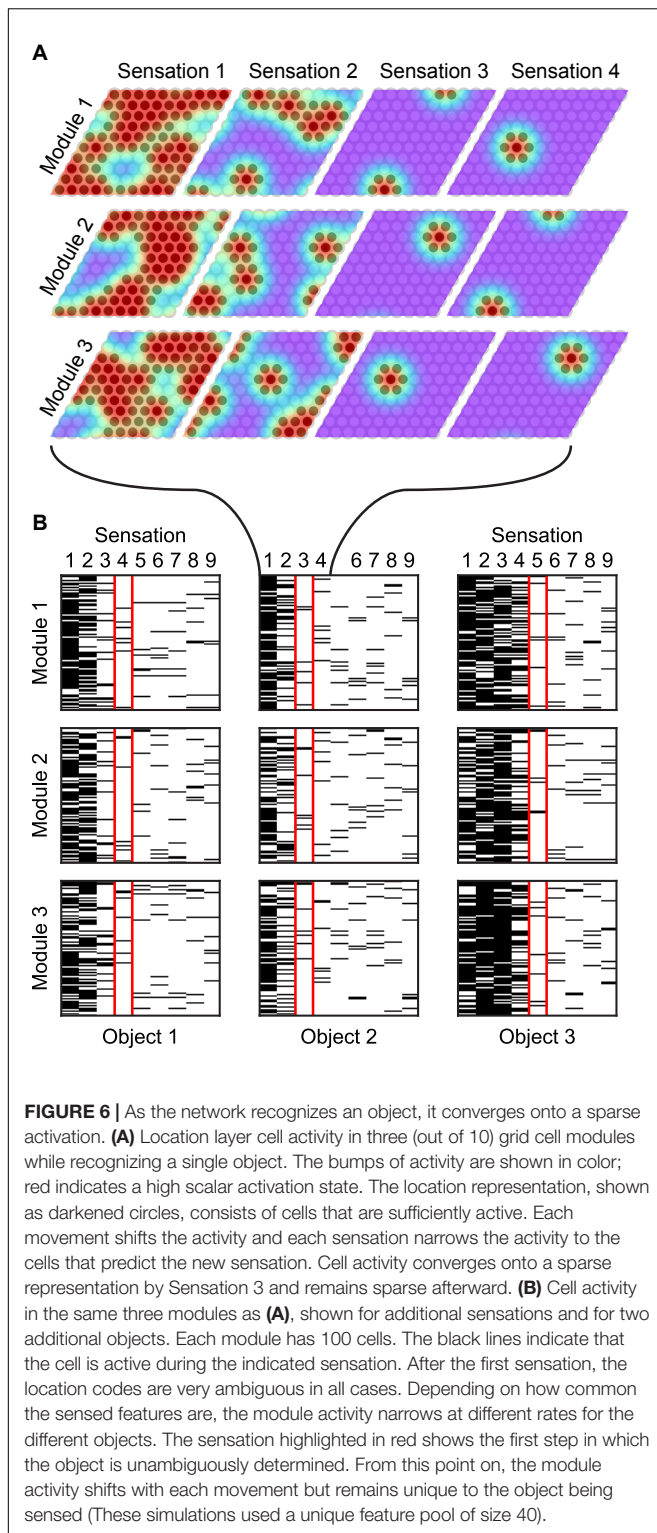 A
Sensation 1 Sensation 2 Sensation 3 Sensation 4
Module 1
Module 2
Module 3
B
Sensation Sensation
1 2 3 4 5 6 7 8 9 1 2 3 4 6 7 8 9 1 2 3 4 5 6 7 8 9
Module 1
Module 2
Module 3
Object 1 Object 2 Object 3
FIGURE 6 | As the network recognizes an object, it converges onto a sparse
activation. (A) Location layer cell activity in three (out of 10) grid cell modules
while recognizing a single object. The bumps of activity are shown in color;
red indicates a high scalar activation state. The location representation, shown
as darkened circles, consists of cells that are sufficiently active. Each
movement shifts the activity and each sensation narrows the activity to the
cells that predict the new sensation. Cell activity converges onto a sparse
representation by Sensation 3 and remains sparse afterward. (B) Cell activity
in the same three modules as (A), shown for additional sensations and for two
additional objects. Each module has 100 cells. The black lines indicate that
the cell is active during the indicated sensation. After the first sensation, the
location codes are very ambiguous in all cases. Depending on how common
the sensed features are, the module activity narrows at different rates for the
different objects. The sensation highlighted in red shows the first step in which
the object is unambiguously determined. From this point on, the module
activity shifts with each movement but remains unique to the object being
sensed (These simulations used a unique feature pool of size 40).